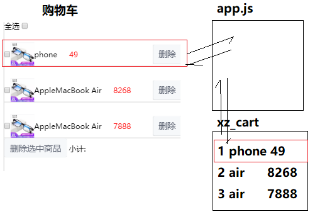 购物车
全选
phone 49 删除
AppleMacBook Air 8268 删除
AppleMacBook Air 7888 删除
删除选中商品 小计:
app.js
xz_cart
1 phone 49
2 air 8268
3 air 7888